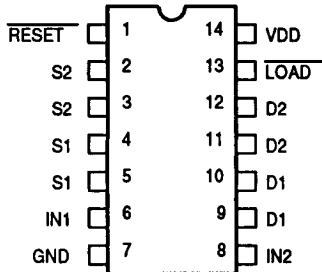 RESET 1 14 VDD
S2 2 13 LOAD
S2 3 12 D2
S1 4 11 D2
S1 5 10 D1
IN1 6 9 D1
GND 7 8 IN2